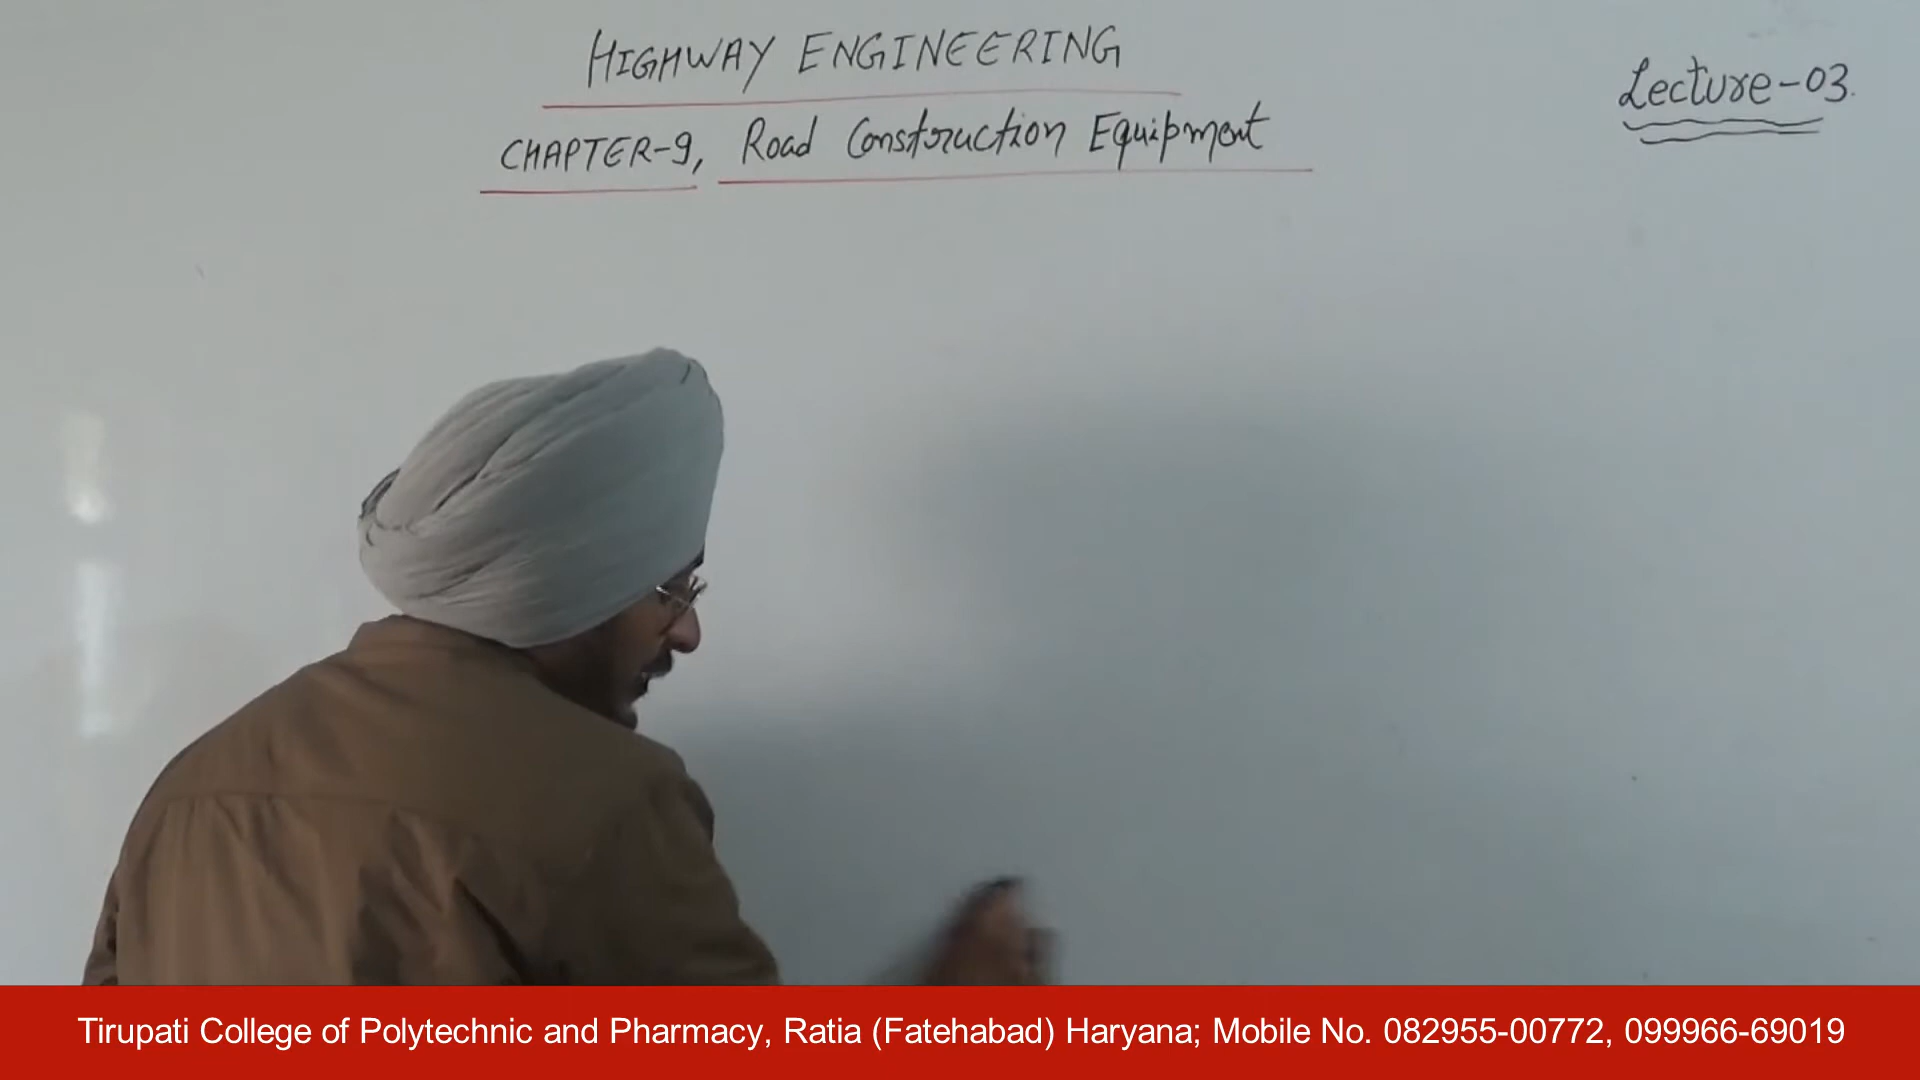 HIGHWAY ENGINEERING
Lecture-03.
CHAPTER-9, Road Construction Equipment
Tirupati College of Polytechnic and Pharmacy, Ratia (Fatehabad) Haryana; Mobile No. 082955-00772, 099966-69019